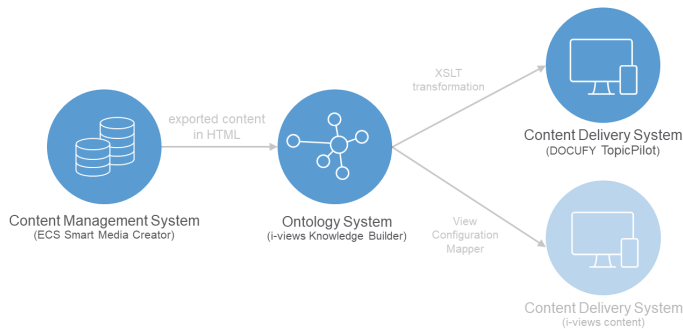 exported content
in HTML
Content Management System
(ECS Smart Media Creator)
Ontology System
(i-views Knowledge Builder)
XSLT
transformation
Content Delivery System
(DOCUFY TopicPilot)
View
Configuration
Mapper
Content Delivery System
(i-views content)